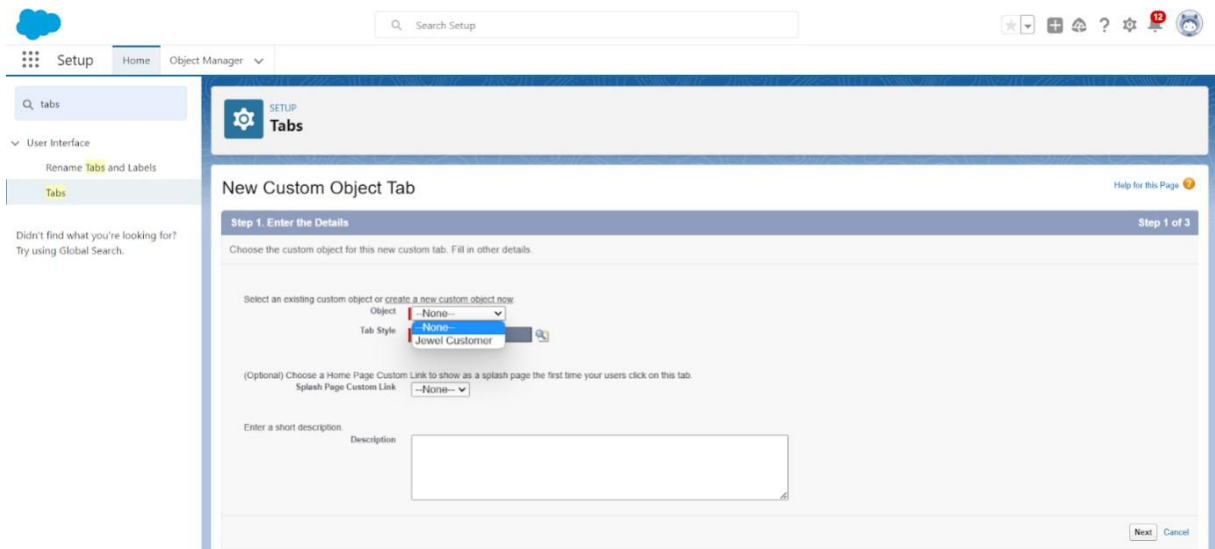 Search Setup
12
Setup
Home
Object Manager
tabs
User Interface
Rename Tabs and Labels
Tabs
Didn't find what you're looking for?
Try using Global Search.
SETUP
Tabs
New Custom Object Tab
Help for this Page
Step 1. Enter the Details
Step 1 of 3
Choose the custom object for this new custom tab. Fill in other details.
Select an existing custom object or create a new custom object now.
Object
--None--
--None--
Jewel Customer
Tab Style
(Optional) Choose a Home Page Custom Link to show as a splash page the first time your users click on this tab.
Splash Page Custom Link
--None--
Enter a short description.
Description
Next
Cancel